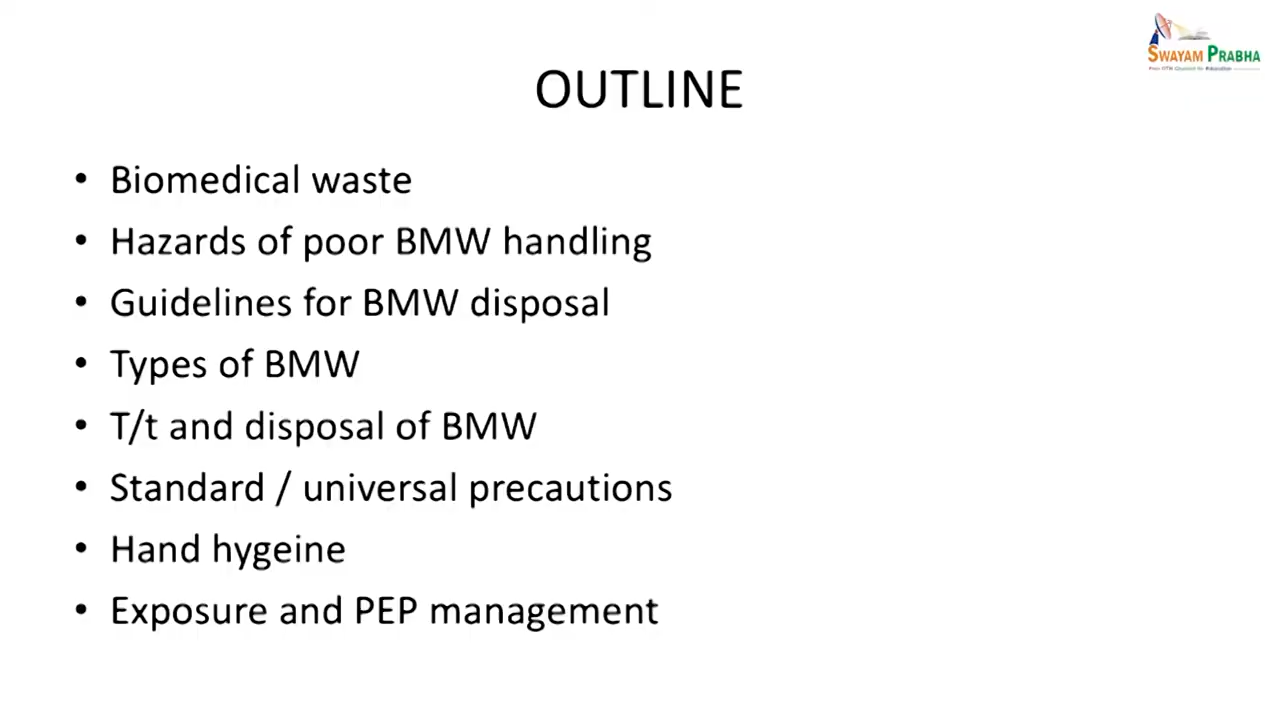 SWAYAM PRABHA
OUTLINE
• Biomedical waste
• Hazards of poor BMW handling
• Guidelines for BMW disposal
• Types of BMW
• T/t and disposal of BMW
• Standard / universal precautions
• Hand hygeine
• Exposure and PEP management